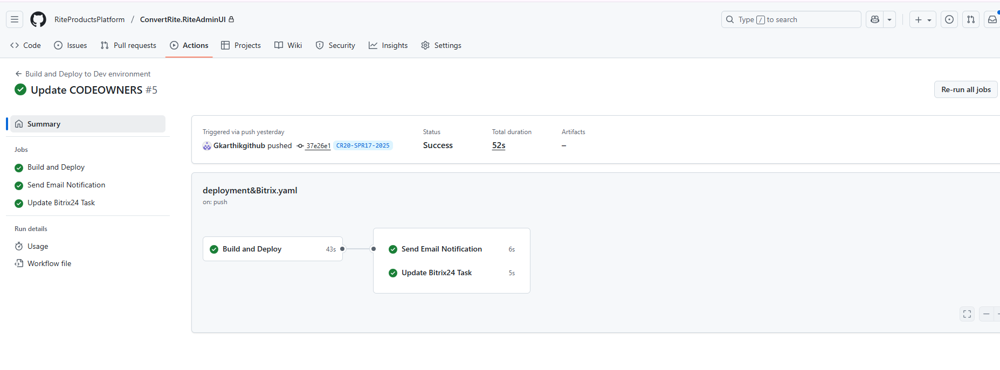 RiteProductsPlatform / ConvertRite.RiteAdminUI
Type / to search
Code Issues Pull requests Actions Projects Wiki Security Insights Settings
Build and Deploy to Dev environment
Update CODEOWNERS #5
Re-run all jobs
Summary
Jobs
Build and Deploy
Send Email Notification
Update Bitrix24 Task
Run details
Usage
Workflow file
Triggered via push yesterday
Gkarthikgithub pushed 37e26e1 CR20-SPR17-2025
Status
Success
Total duration
52s
Artifacts
–
deployment&Bitrix.yaml
on: push
Build and Deploy 43s
Send Email Notification 6s
Update Bitrix24 Task 5s